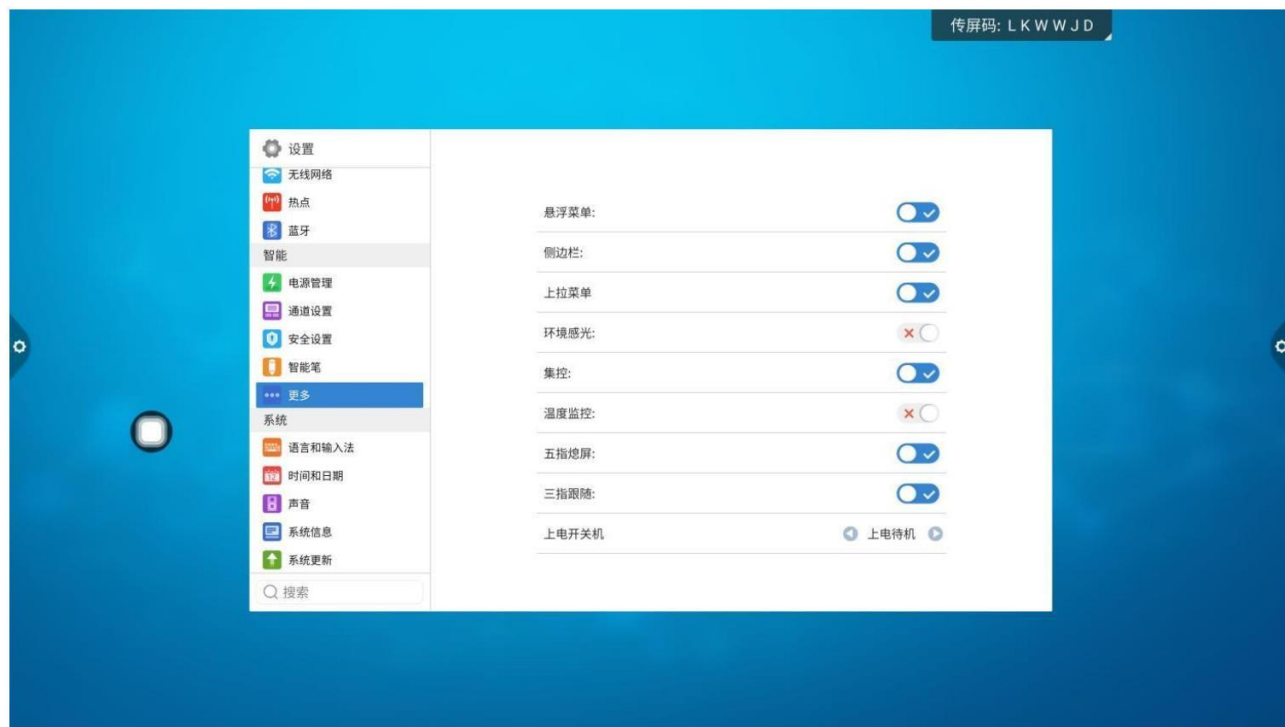 传屏码: L K W W J D
设置
无线网络
热点
蓝牙
智能
电源管理
通道设置
安全设置
智能笔
更多
系统
语言和输入法
时间和日期
声音
系统信息
系统更新
搜索
悬浮菜单:
侧边栏:
上拉菜单
环境感光:
集控:
温度监控:
五指熄屏:
三指跟随:
上电开关机 上电待机